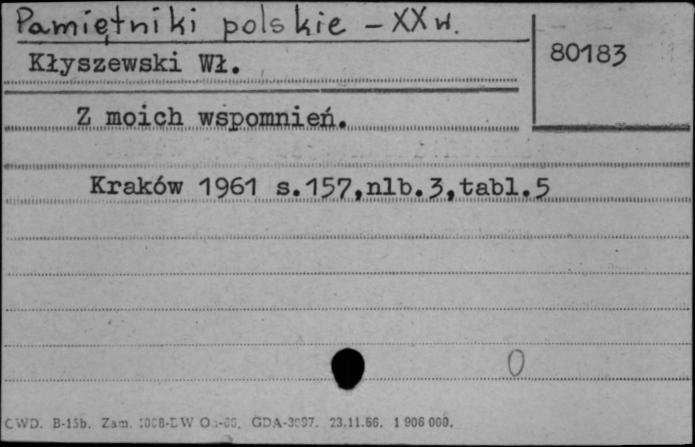 Pamiętniki polskie - XX w.
80183
Kłyszewski Wł.
Z moich wspomnień.
Kraków 1961 s.157,nlb.3,tabl.5
0
CWD. B-15b. Zam. GDA- 23.11.66. 1 906 000.